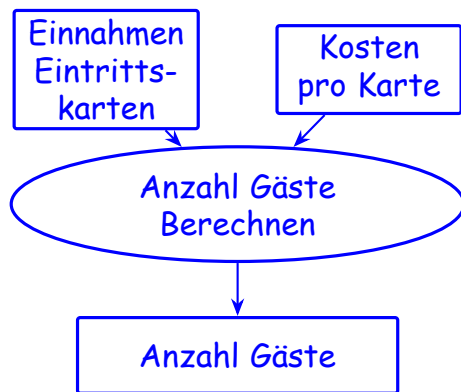 Einnahmen
Eintritts-
karten
Kosten
pro Karte
Anzahl Gäste
Berechnen
Anzahl Gäste